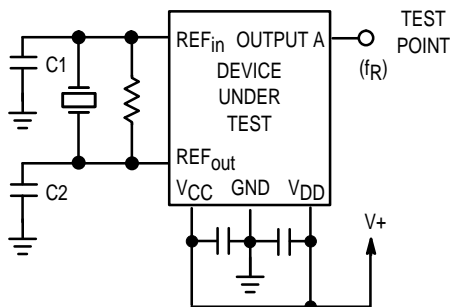 TEST
POINT
REFin OUTPUT A
(fR)
C1
DEVICE
UNDER
TEST
REFout
C2
VCC GND VDD
V+